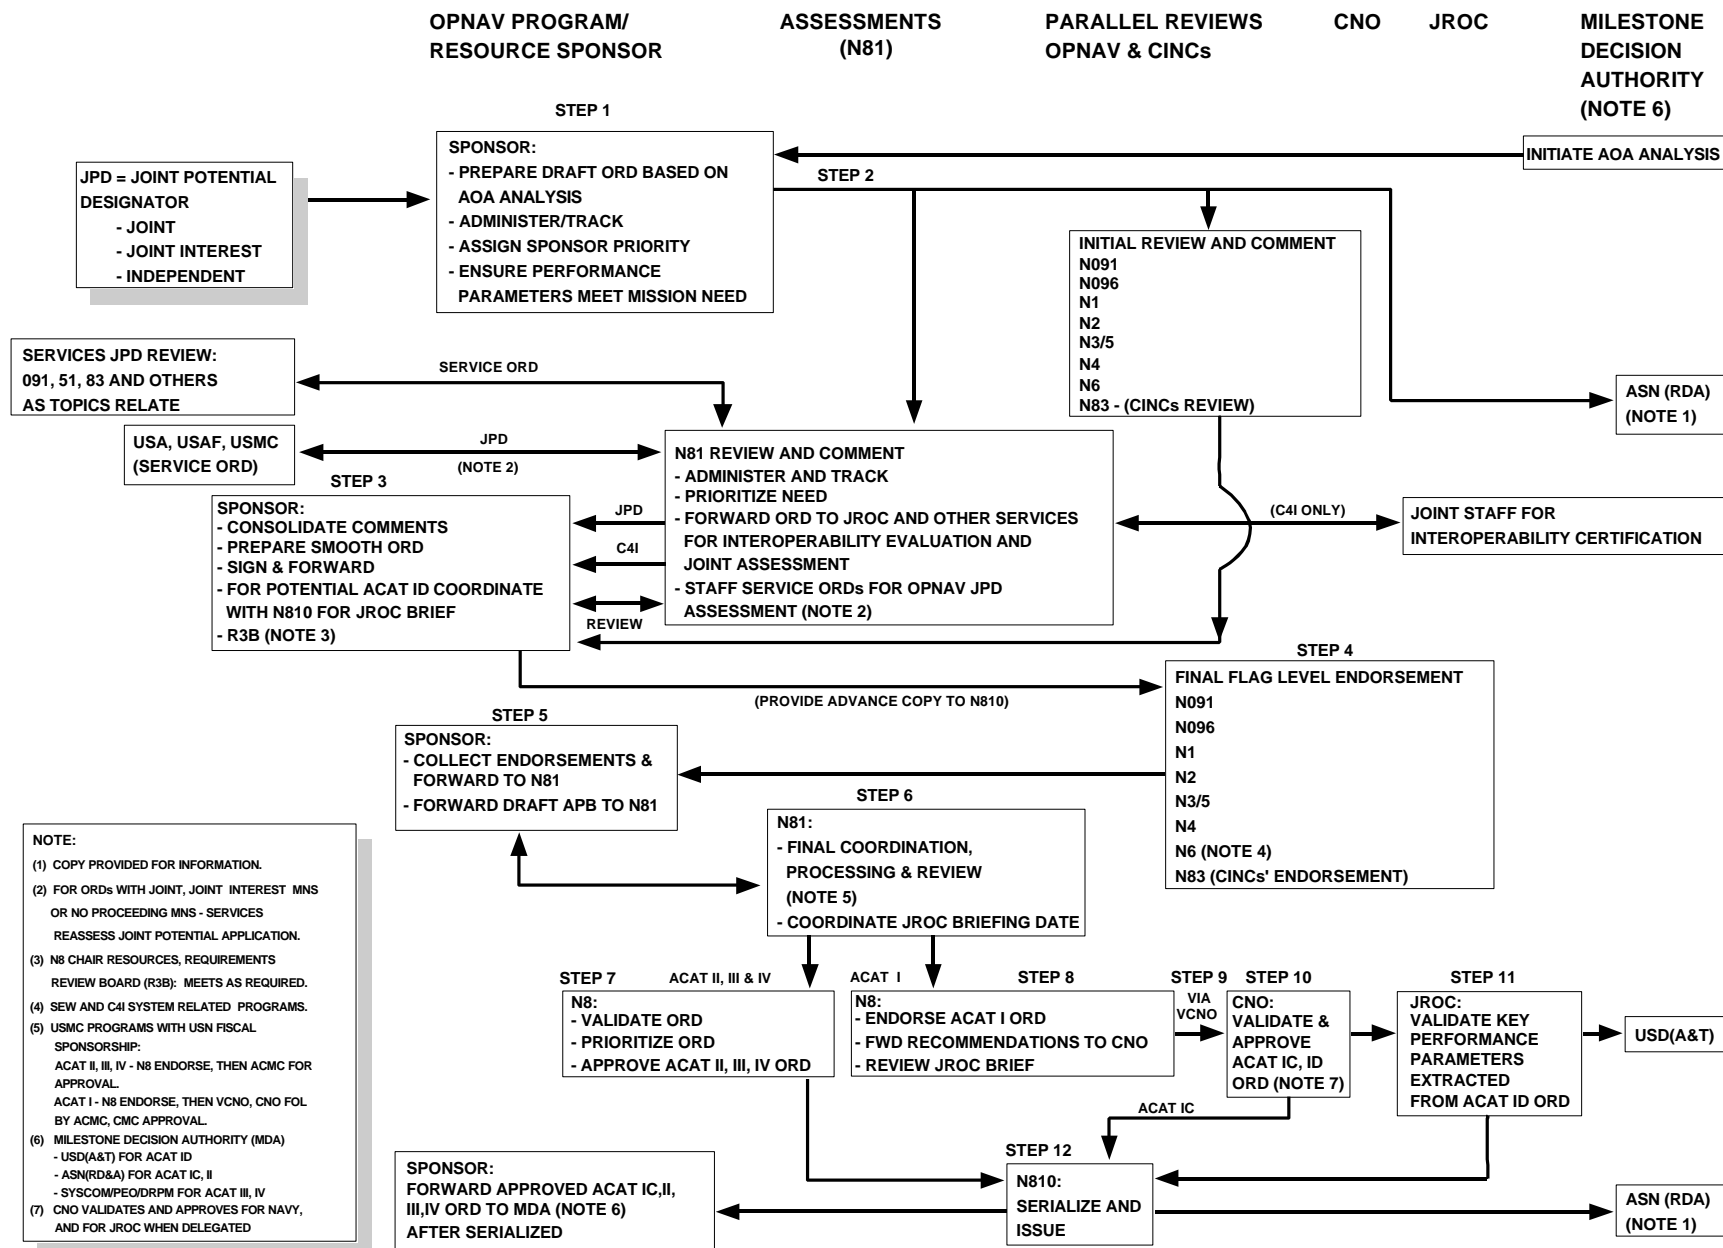 OPNAV PROGRAM/
RESOURCE SPONSOR
ASSESSMENTS
(N81)
PARALLEL REVIEWS
OPNAV & CINCs
CNO
JROC
MILESTONE
DECISION
AUTHORITY
(NOTE 6)
STEP 1
SPONSOR:
- PREPARE DRAFT ORD BASED ON
AOA ANALYSIS
- ADMINISTER/TRACK
- ASSIGN SPONSOR PRIORITY
- ENSURE PERFORMANCE
PARAMETERS MEET MISSION NEED
INITIATE AOA ANALYSIS
JPD = JOINT POTENTIAL
DESIGNATOR
- JOINT
- JOINT INTEREST
- INDEPENDENT
STEP 2
INITIAL REVIEW AND COMMENT
N091
N096
N1
N2
N3/5
N4
N6
N83 - (CINCs REVIEW)
SERVICES JPD REVIEW:
091, 51, 83 AND OTHERS
AS TOPICS RELATE
SERVICE ORD
ASN (RDA)
(NOTE 1)
USA, USAF, USMC
(SERVICE ORD)
JPD
(NOTE 2)
N81 REVIEW AND COMMENT
- ADMINISTER AND TRACK
- PRIORITIZE NEED
- FORWARD ORD TO JROC AND OTHER SERVICES
FOR INTEROPERABILITY EVALUATION AND
JOINT ASSESSMENT
- STAFF SERVICE ORDs FOR OPNAV JPD
ASSESSMENT (NOTE 2)
STEP 3
SPONSOR:
- CONSOLIDATE COMMENTS
- PREPARE SMOOTH ORD
- SIGN & FORWARD
- FOR POTENTIAL ACAT ID COORDINATE
WITH N810 FOR JROC BRIEF
- R3B (NOTE 3)
JPD
C4I
REVIEW
(C4I ONLY)
JOINT STAFF FOR
INTEROPERABILITY CERTIFICATION
STEP 4
(PROVIDE ADVANCE COPY TO N810)
FINAL FLAG LEVEL ENDORSEMENT
N091
N096
N1
N2
N3/5
N4
N6 (NOTE 4)
N83 (CINCs' ENDORSEMENT)
STEP 5
SPONSOR:
- COLLECT ENDORSEMENTS &
FORWARD TO N81
- FORWARD DRAFT APB TO N81
STEP 6
N81:
- FINAL COORDINATION,
PROCESSING & REVIEW
(NOTE 5)
- COORDINATE JROC BRIEFING DATE
NOTE:
(1) COPY PROVIDED FOR INFORMATION.
(2) FOR ORDs WITH JOINT, JOINT INTEREST MNS
OR NO PROCEEDING MNS - SERVICES
REASSESS JOINT POTENTIAL APPLICATION.
(3) N8 CHAIR RESOURCES, REQUIREMENTS
REVIEW BOARD (R3B): MEETS AS REQUIRED.
(4) SEW AND C4I SYSTEM RELATED PROGRAMS.
(5) USMC PROGRAMS WITH USN FISCAL
SPONSORSHIP:
ACAT II, III, IV - N8 ENDORSE, THEN ACMC FOR
APPROVAL.
ACAT I - N8 ENDORSE, THEN VCNO, CNO FOL
BY ACMC, CMC APPROVAL.
(6) MILESTONE DECISION AUTHORITY (MDA)
- USD(A&T) FOR ACAT ID
- ASN(RD&A) FOR ACAT IC, II
- SYSCOM/PEO/DRPM FOR ACAT III, IV
(7) CNO VALIDATES AND APPROVES FOR NAVY,
AND FOR JROC WHEN DELEGATED
STEP 7
ACAT II, III & IV
N8:
- VALIDATE ORD
- PRIORITIZE ORD
- APPROVE ACAT II, III, IV ORD
ACAT I
STEP 8
N8:
- ENDORSE ACAT I ORD
- FWD RECOMMENDATIONS TO CNO
- REVIEW JROC BRIEF
STEP 9
VIA
VCNO
STEP 10
CNO:
VALIDATE &
APPROVE
ACAT IC, ID
ORD (NOTE 7)
STEP 11
JROC:
VALIDATE KEY
PERFORMANCE
PARAMETERS
EXTRACTED
FROM ACAT ID ORD
USD(A&T)
ACAT IC
STEP 12
N810:
SERIALIZE AND
ISSUE
SPONSOR:
FORWARD APPROVED ACAT IC,II,
III,IV ORD TO MDA (NOTE 6)
AFTER SERIALIZED
ASN (RDA)
(NOTE 1)